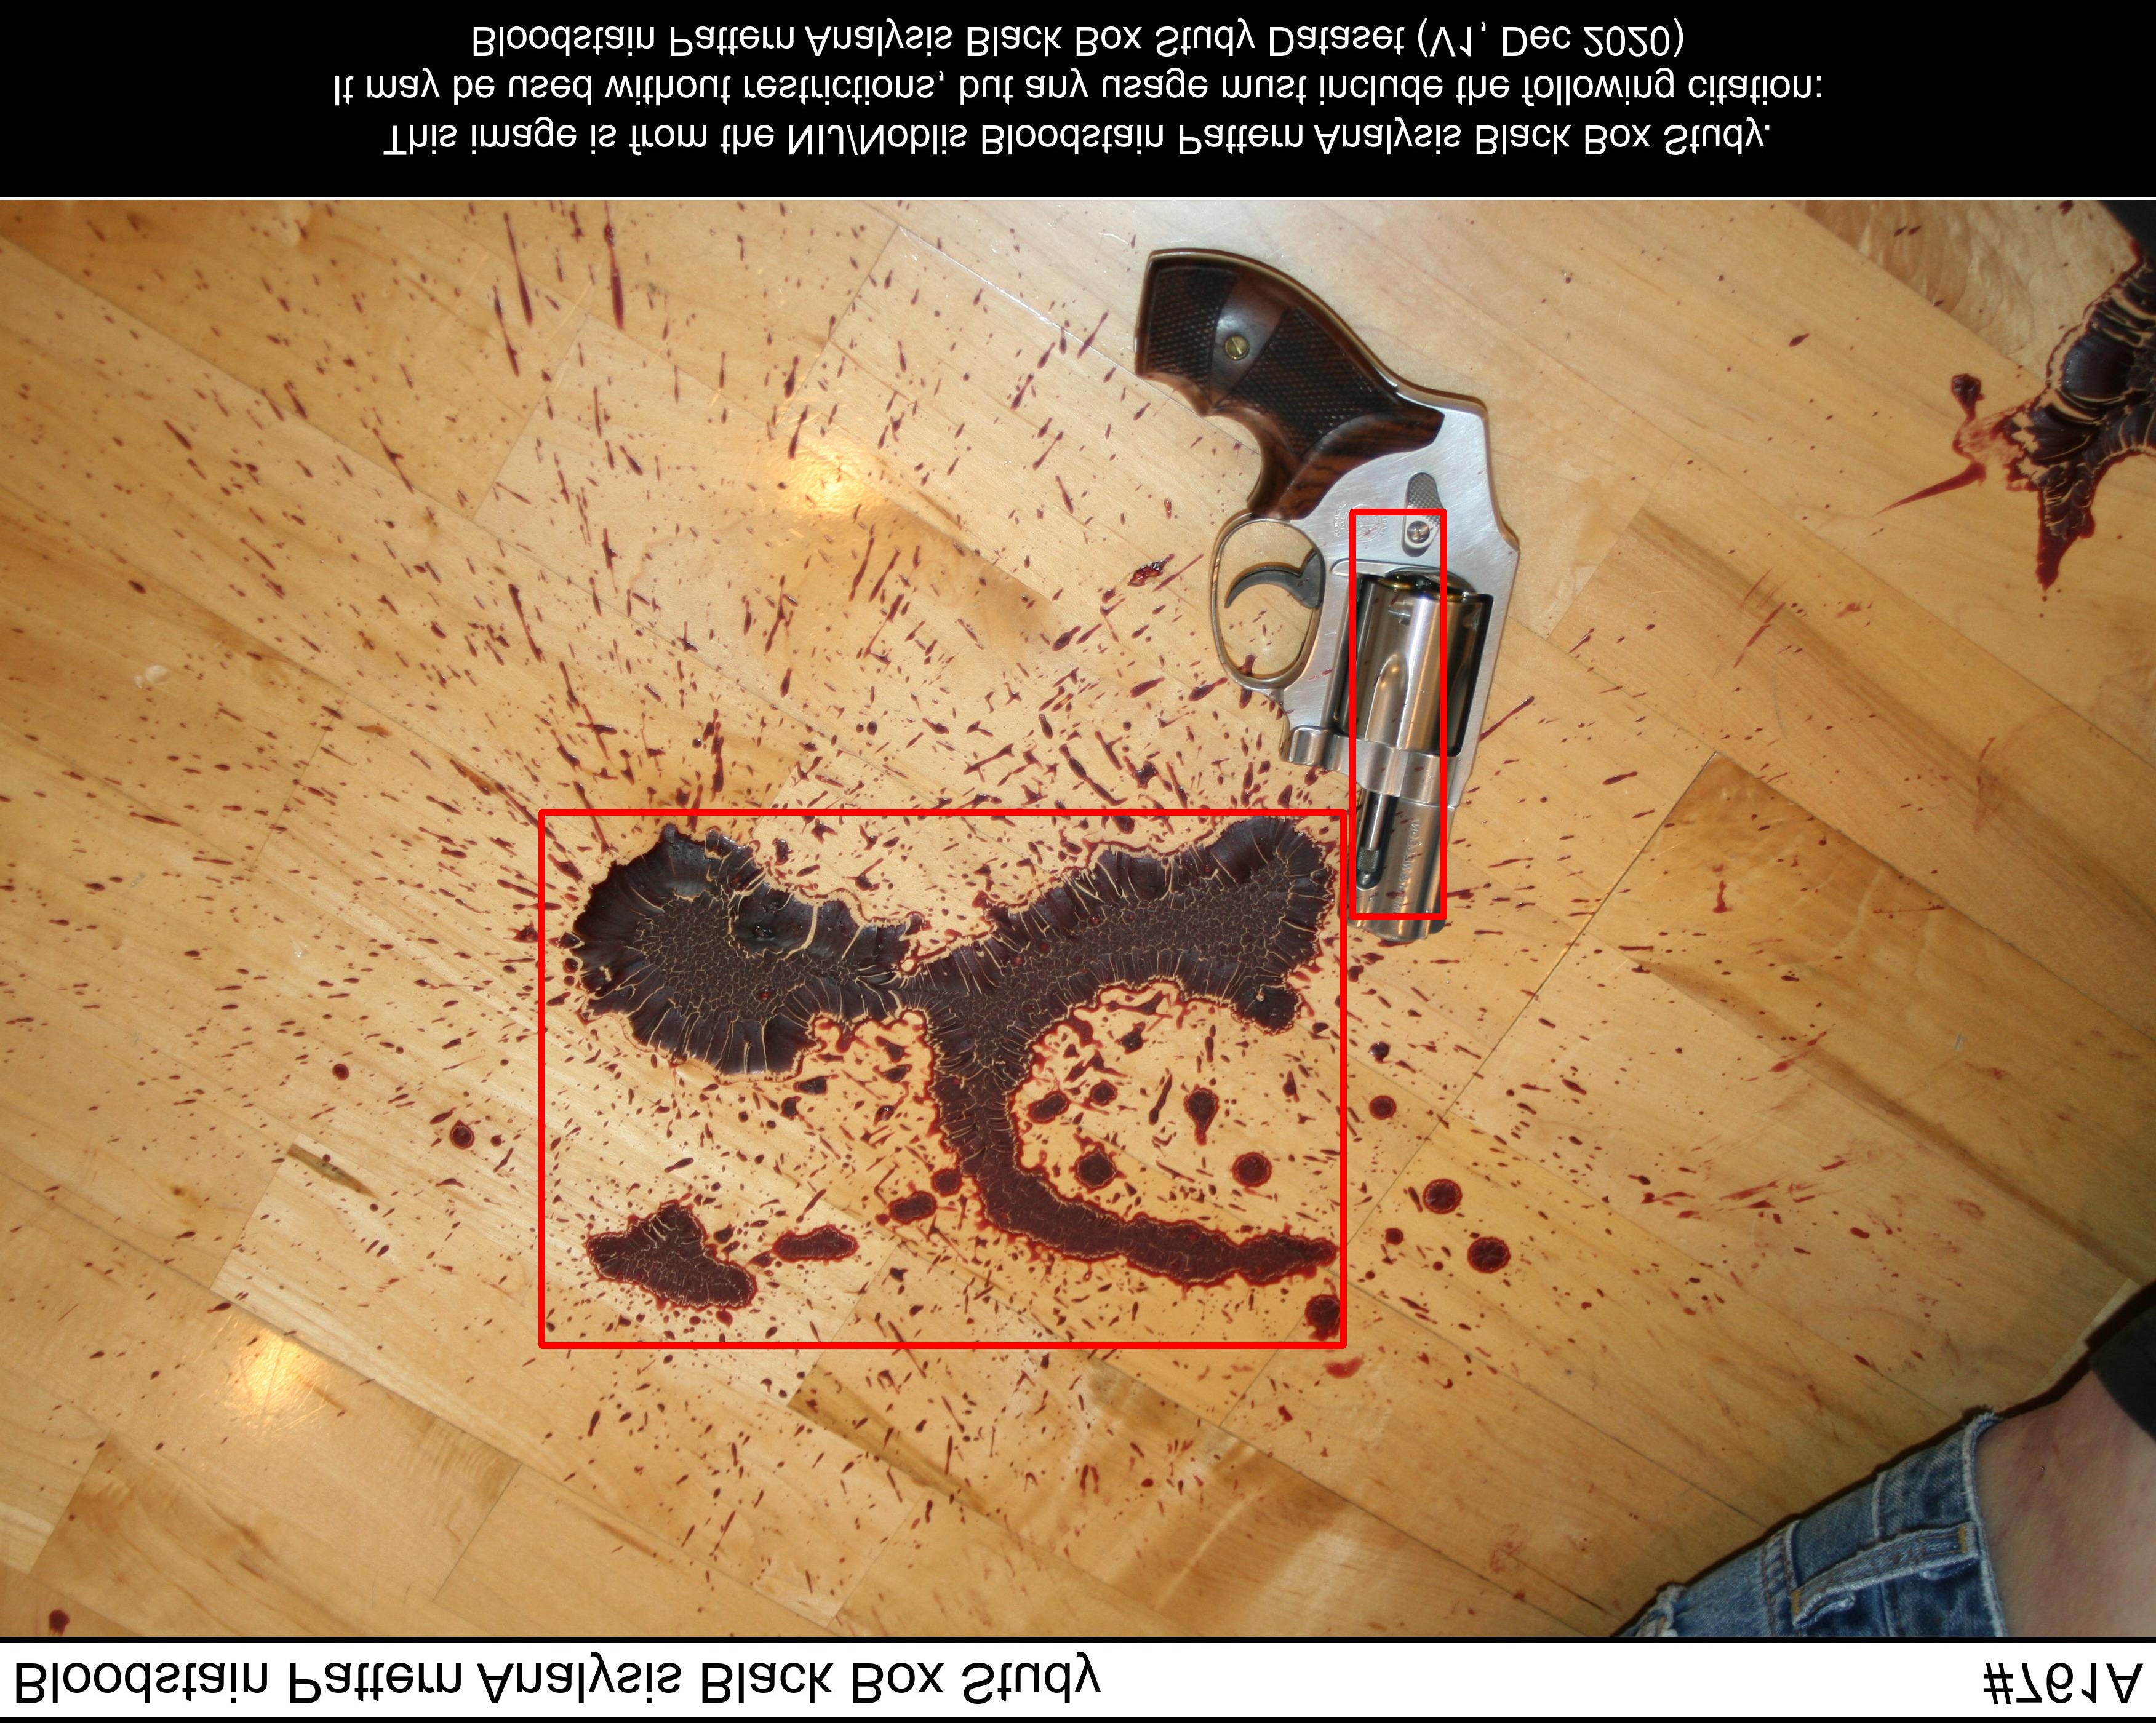 Bloodstain Pattern Analysis Black Box Study #761A
This image is from the NIJ/Noblis Bloodstain Pattern Analysis Black Box Study.
It may be used without restrictions, but any usage must include the following citation:
Bloodstain Pattern Analysis Black Box Study Dataset (V1, Dec 2020)